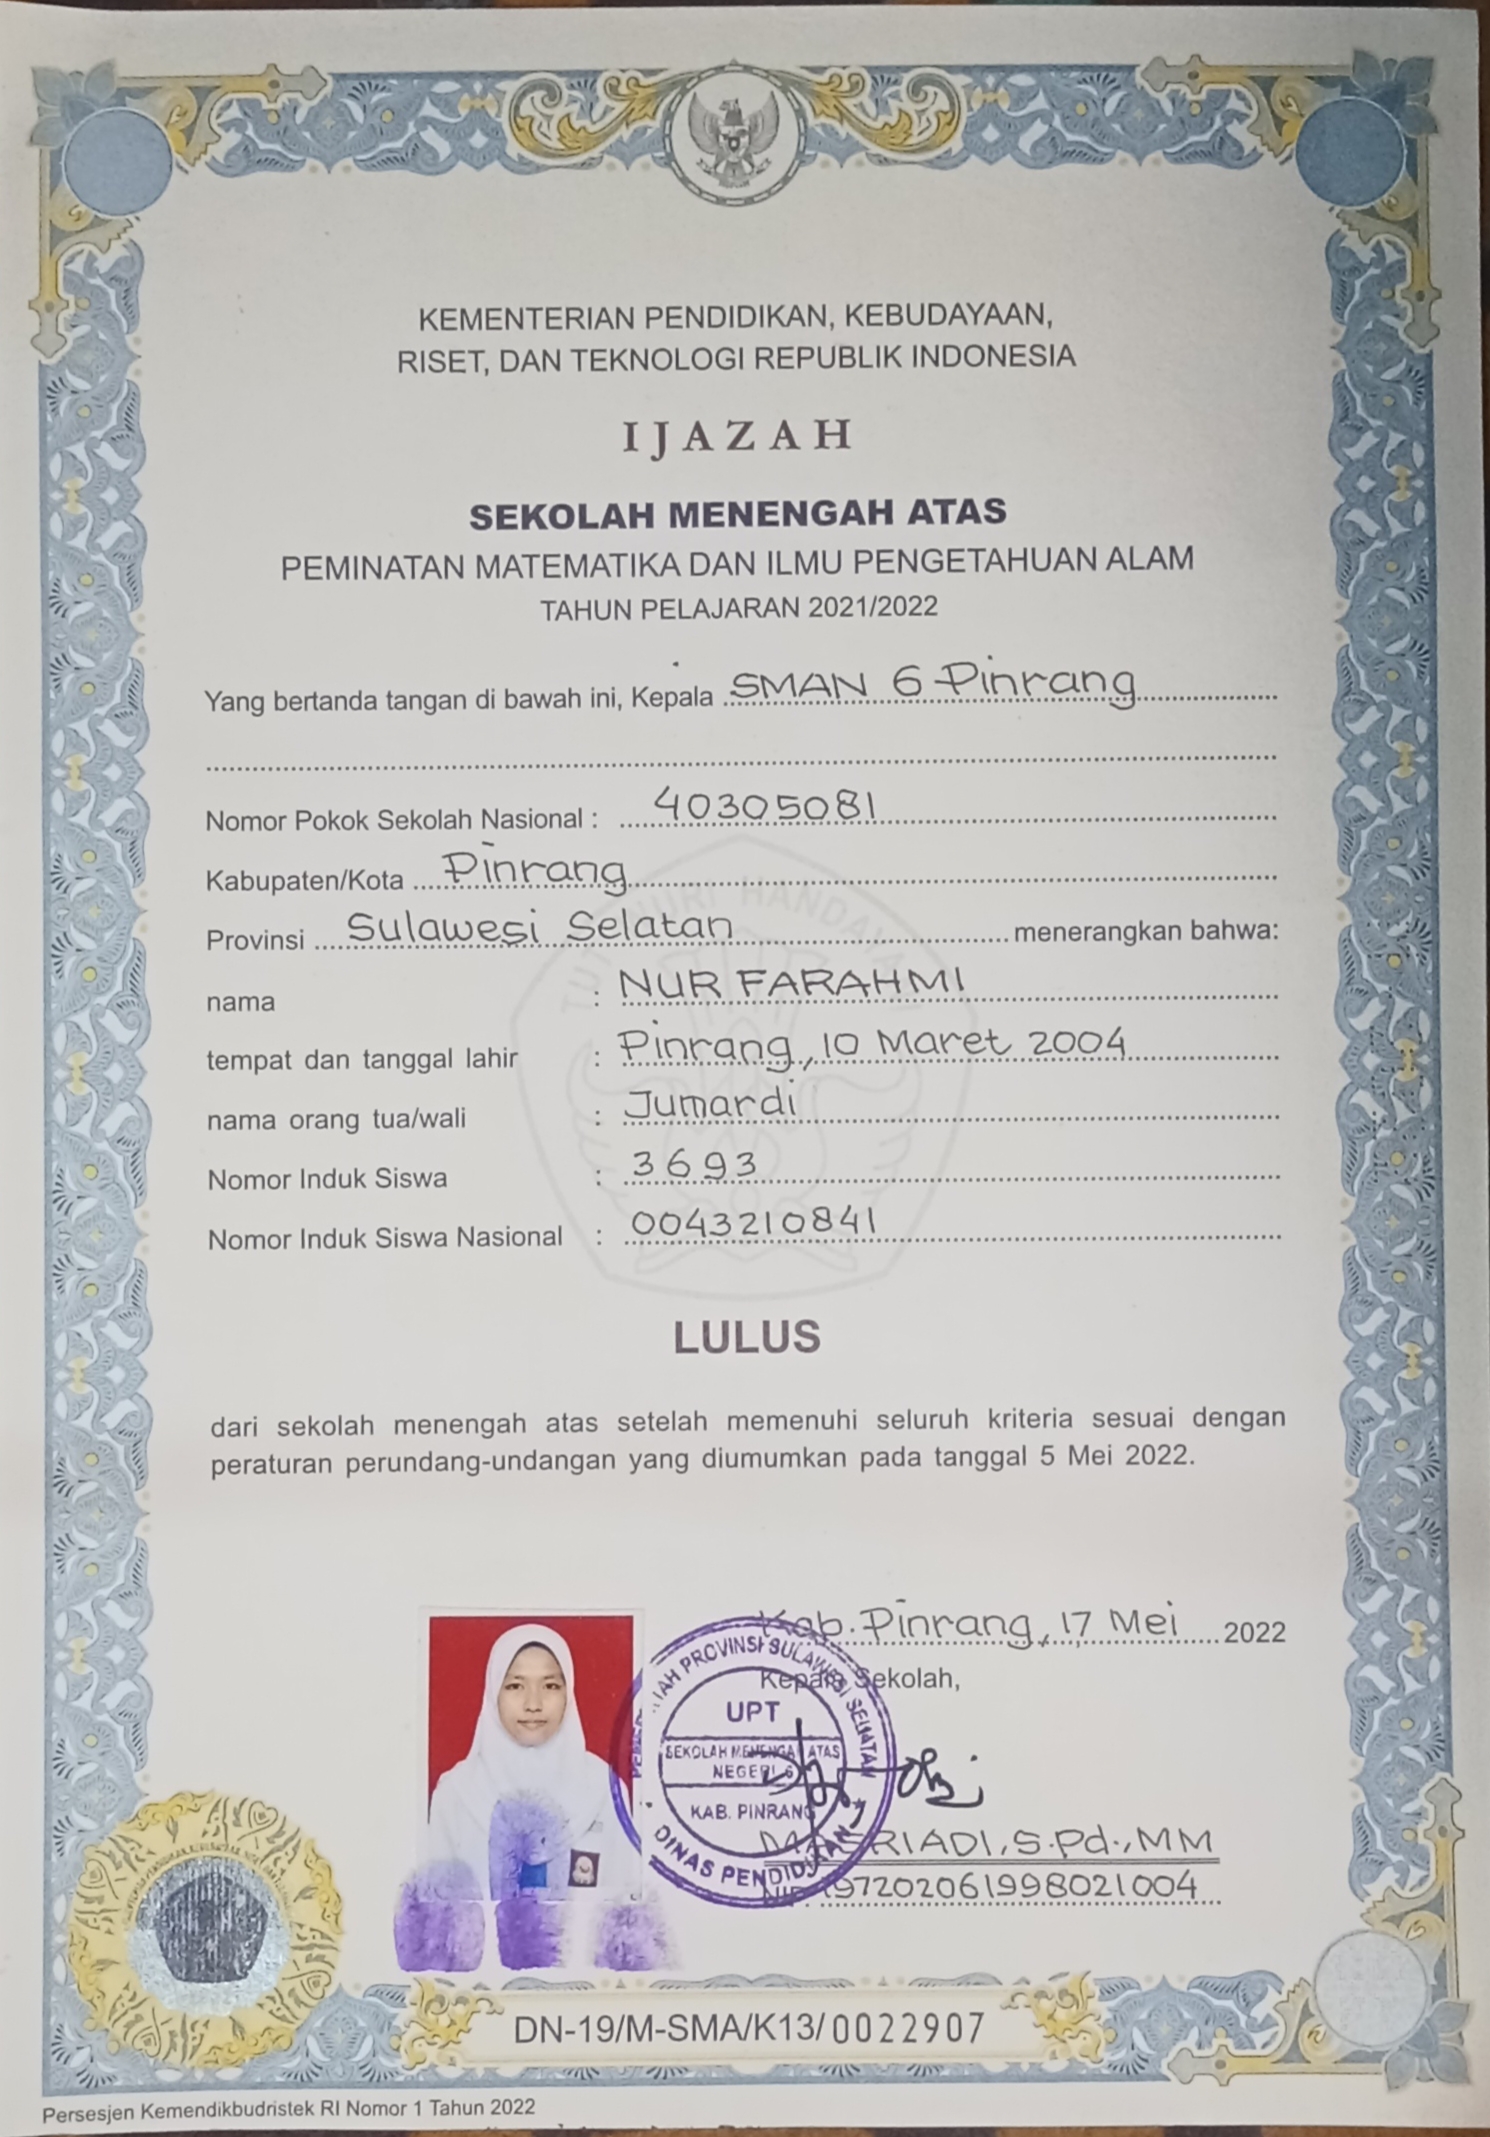 KEMENTERIAN PENDIDIKAN, KEBUDAYAAN,
RISET, DAN TEKNOLOGI REPUBLIK INDONESIA
IJAZAH
SEKOLAH MENENGAH ATAS
PEMINATAN MATEMATIKA DAN ILMU PENGETAHUAN ALAM
TAHUN PELAJARAN 2021/2022
Yang bertanda tangan di bawah ini, Kepala SMAN 6 Pinrang
Nomor Pokok Sekolah Nasional : 40305081
Kabupaten/Kota Pinrang
Provinsi Sulawesi Selatan menerangkan bahwa:
nama : NUR FARAHMI
tempat dan tanggal lahir : Pinrang, 10 Maret 2004
nama orang tua/wali : Jumardi
Nomor Induk Siswa : 3693
Nomor Induk Siswa Nasional : 0043210841
TUT WURI HANDAYANI
LULUS
dari sekolah menengah atas setelah memenuhi seluruh kriteria sesuai dengan
peraturan perundang-undangan yang diumumkan pada tanggal 5 Mei 2022.
Kab. Pinrang, 17 Mei 2022
Kepala Sekolah,
PROVINSI SULAWESI SELATAN
UPT
SEKOLAH MENENGAH ATAS
NEGERI 6
KAB. PINRANG
DINAS PENDIDIKAN
MASRIADI, S.Pd., MM
NIP. 197202061998021004
DN-19/M-SMA/K13/0022907
Persesjen Kemendikbudristek RI Nomor 1 Tahun 2022